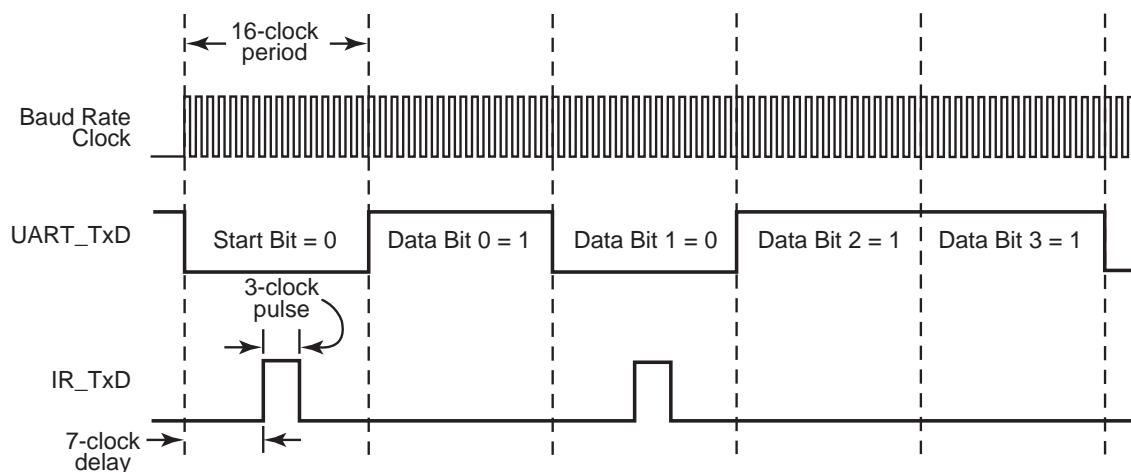 16-clock
period
Baud Rate
Clock
UART_TxD
Start Bit = 0
Data Bit 0 = 1
Data Bit 1 = 0
Data Bit 2 = 1
Data Bit 3 = 1
3-clock
pulse
IR_TxD
7-clock
delay